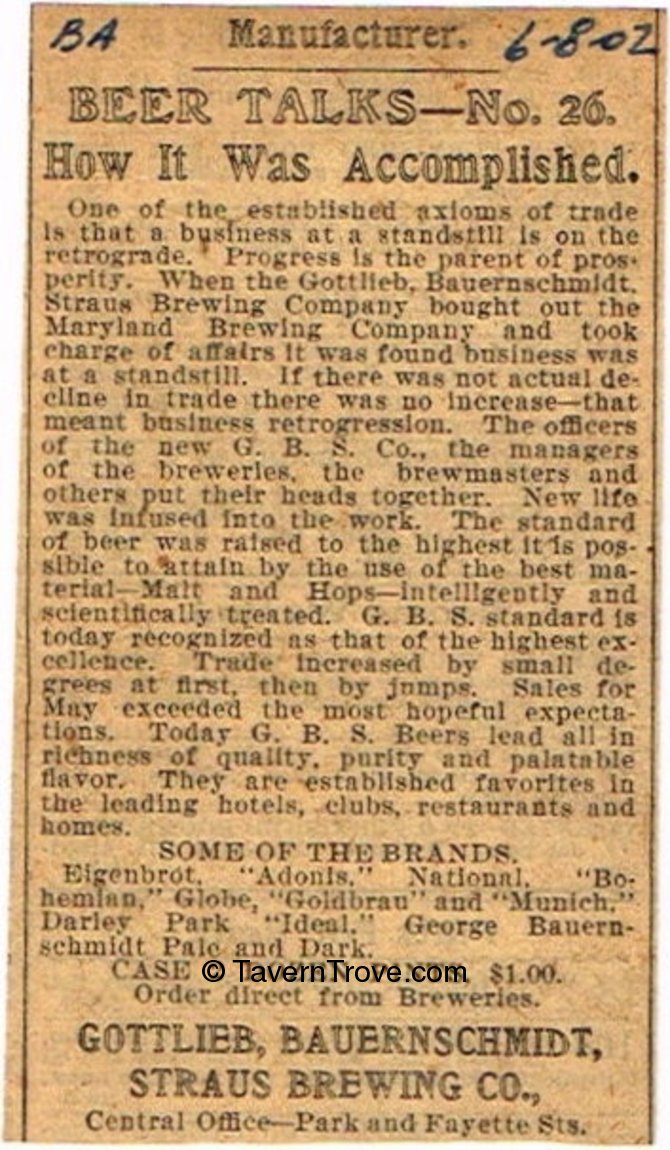 BA Manufacturer. 6-8-02
BEER TALKS—No. 26.
How It Was Accomplished.
One of the established axioms of trade
is that a business at a standstill is on the
retrograde. Progress is the parent of pros-
perity. When the Gottlieb, Bauernschmidt,
Straus Brewing Company bought out the
Maryland Brewing Company and took
charge of affairs it was found business was
at a standstill. If there was not actual de-
cline in trade there was no increase—that
meant business retrogression. The officers
of the new G. B. S. Co., the managers
of the breweries, the brewmasters and
others put their heads together. New life
was infused into the work. The standard
of beer was raised to the highest it is pos-
sible to attain by the use of the best ma-
terial—Malt and Hops—intelligently and
scientifically treated. G. B. S. standard is
today recognized as that of the highest ex-
cellence. Trade increased by small de-
grees at first, then by jumps. Sales for
May exceeded the most hopeful expecta-
tions. Today G. B. S. Beers lead all in
richness of quality, purity and palatable
flavor. They are established favorites in
the leading hotels, clubs, restaurants and
homes.
SOME OF THE BRANDS.
Eigenbrot, "Adonis," National, "Bo-
hemian," Globe, "Goldbrau" and "Munich,"
Darley Park "Ideal," George Bauern-
schmidt Pale and Dark.
CASE $1.00.
© TavernTrove.com
Order direct from Breweries.
GOTTLIEB, BAUERNSCHMIDT,
STRAUS BREWING CO.,
Central Office—Park and Fayette Sts.